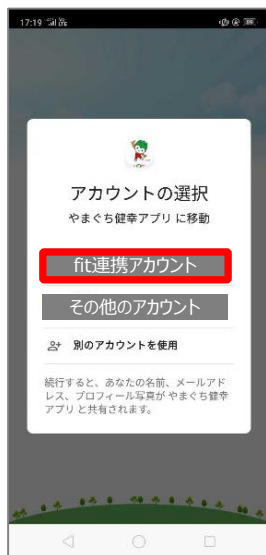 17:19
アカウントの選択
やまぐち健幸アプリ に移動
fit連携アカウント
その他のアカウント
別のアカウントを使用
続行すると、あなたの名前、メールアド
レス、プロフィール写真が やまぐち健幸
アプリ と共有されます。